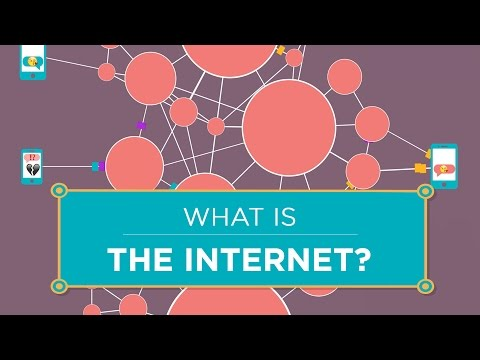 WHAT IS
THE INTERNET?